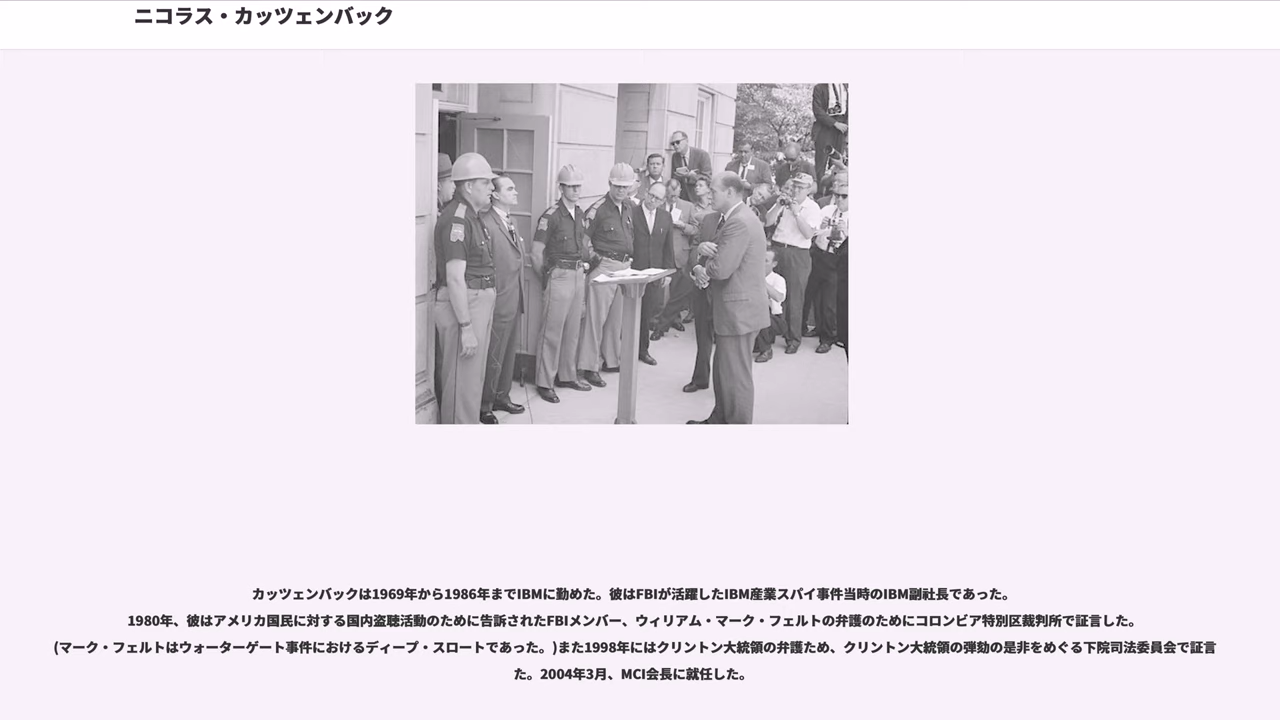 ニコラス・カッツェンバック
カッツェンバックは1969年から1986年までIBMに勤めた。彼はFBIが活躍したIBM産業スパイ事件当時のIBM副社長であった。
1980年、彼はアメリカ国民に対する国内盗聴活動のために告訴されたFBIメンバー、ウィリアム・マーク・フェルトの弁護のためにコロンビア特別区裁判所で証言した。
(マーク・フェルトはウォーターゲート事件におけるディープ・スロートであった。)また1998年にはクリントン大統領の弁護ため、クリントン大統領の弾劾の是非をめぐる下院司法委員会で証言
た。2004年3月、MCI会長に就任した。